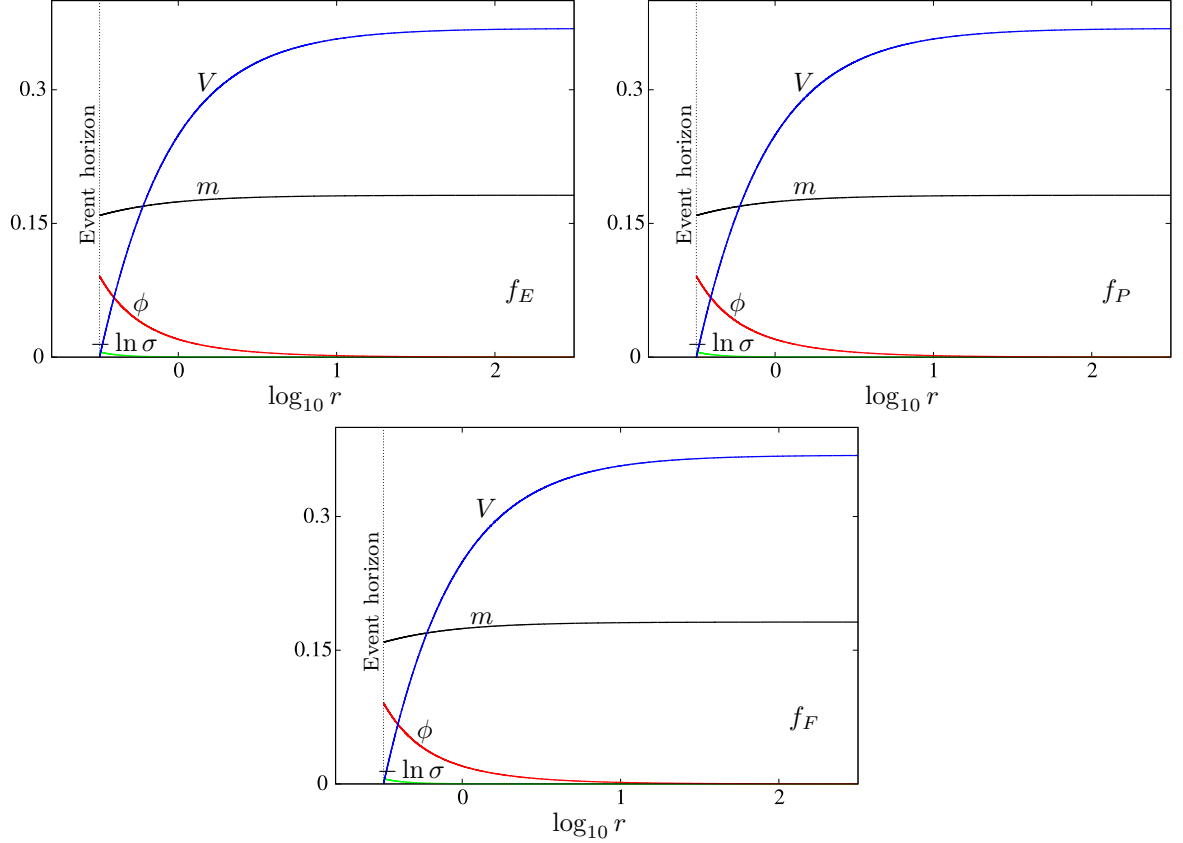 0.3
0.15
0
Event horizon
V
m
ϕ
− ln σ
f_E
0
1
2
log₁₀ r
0.3
0.15
0
Event horizon
V
m
ϕ
− ln σ
f_P
0
1
2
log₁₀ r
0.3
0.15
0
Event horizon
V
m
ϕ
− ln σ
f_F
0
1
2
log₁₀ r